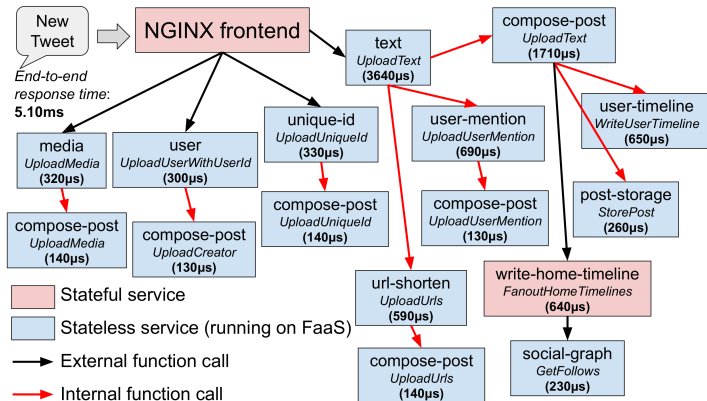 New
Tweet
NGINX frontend
End-to-end
response time:
5.10ms
text
UploadText
(3640µs)
compose-post
UploadText
(1710µs)
media
UploadMedia
(320µs)
user
UploadUserWithUserId
(300µs)
unique-id
UploadUniqueId
(330µs)
user-mention
UploadUserMention
(690µs)
user-timeline
WriteUserTimeline
(650µs)
compose-post
UploadMedia
(140µs)
compose-post
UploadCreator
(130µs)
compose-post
UploadUniqueId
(140µs)
compose-post
UploadUserMention
(130µs)
post-storage
StorePost
(260µs)
url-shorten
UploadUrls
(590µs)
write-home-timeline
FanoutHomeTimelines
(640µs)
compose-post
UploadUrls
(140µs)
social-graph
GetFollows
(230µs)
Stateful service
Stateless service (running on FaaS)
External function call
Internal function call